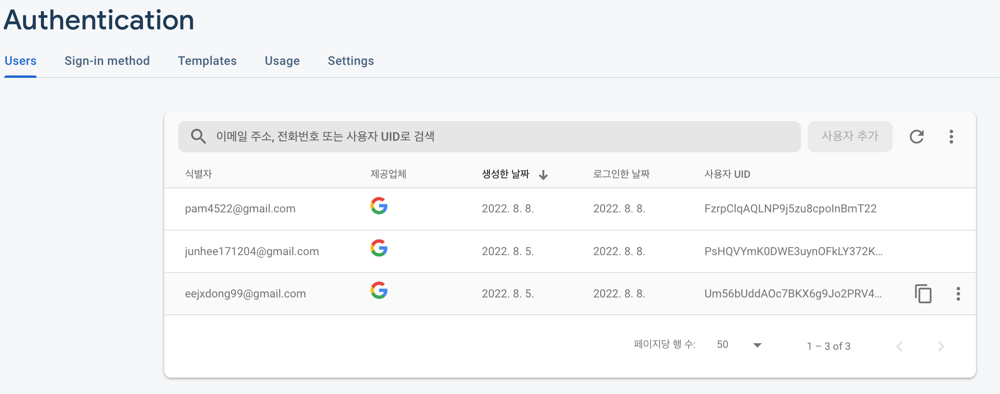 Authentication
Users Sign-in method Templates Usage Settings
이메일 주소, 전화번호 또는 사용자 UID로 검색 사용자 추가
식별자 제공업체 생성한 날짜 로그인한 날짜 사용자 UID
pam4522@gmail.com 2022. 8. 8. 2022. 8. 8. FzrpClqAQLNP9j5zu8cpoInBmT22
junhee171204@gmail.com 2022. 8. 5. 2022. 8. 8. PsHQVYmK0DWE3uynOFkLY372K...
eejxdong99@gmail.com 2022. 8. 5. 2022. 8. 8. Um56bUddAOc7BKX6g9Jo2PRV4...
페이지당 행 수: 50 1 – 3 of 3